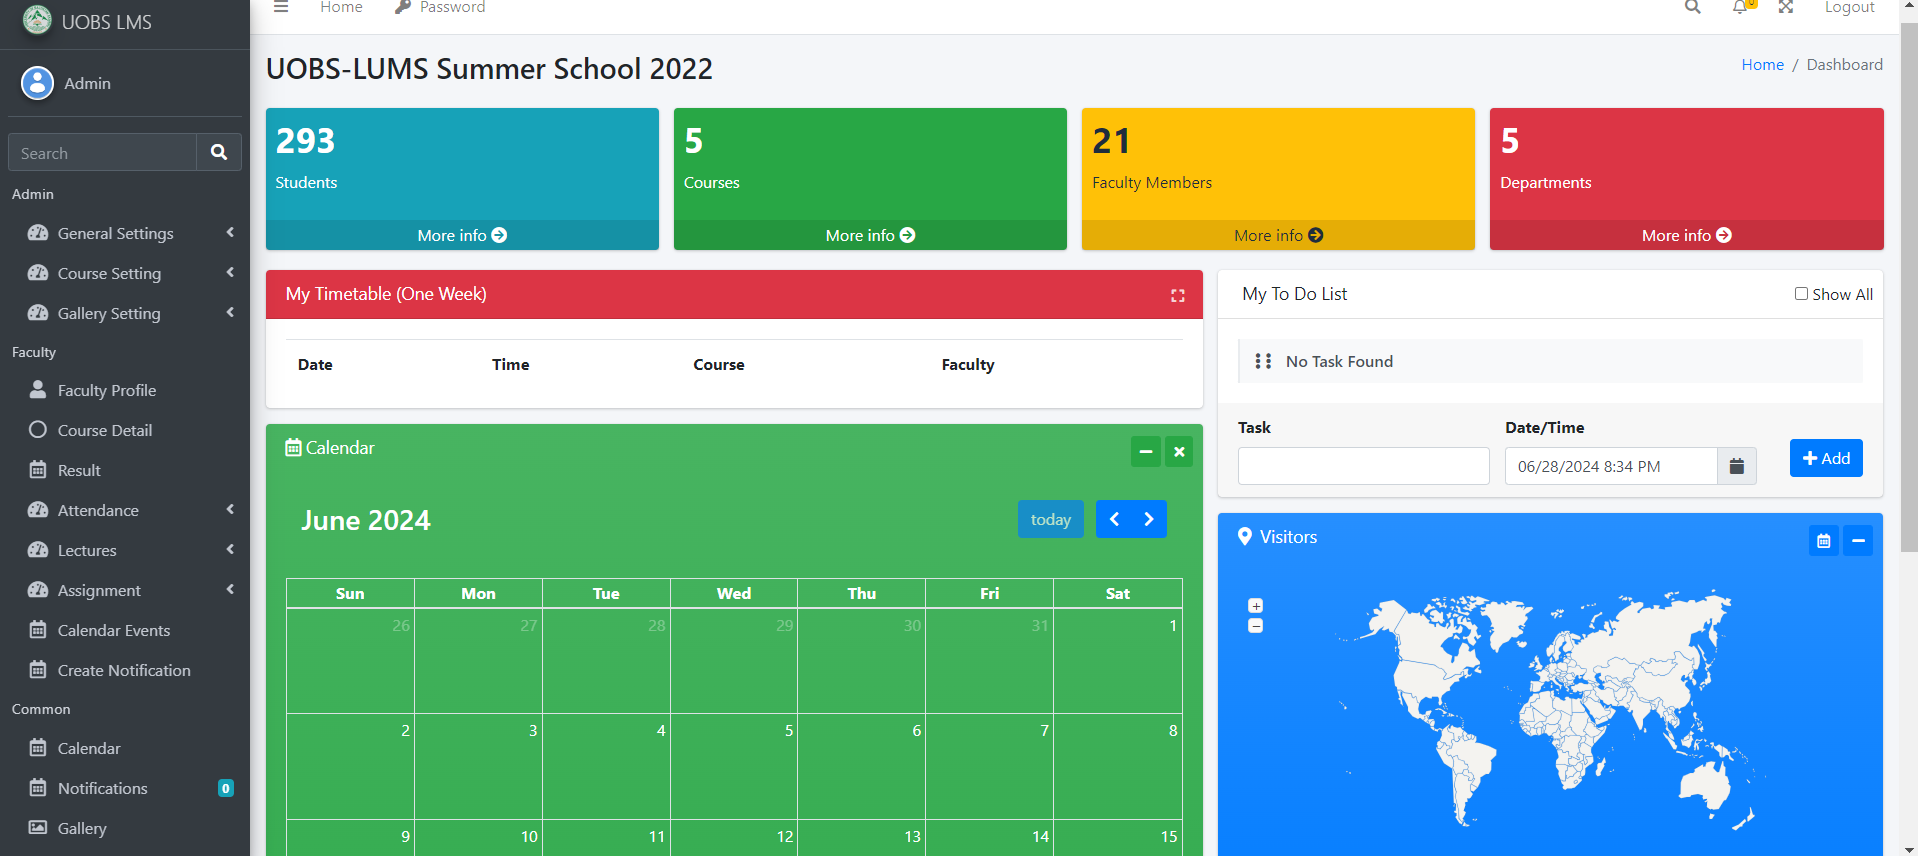 UOBS LMS
Admin
Search
Admin
General Settings
Course Setting
Gallery Setting
Faculty
Faculty Profile
Course Detail
Result
Attendance
Lectures
Assignment
Calendar Events
Create Notification
Common
Calendar
Notifications 0
Gallery
Home Password
0 Logout
UOBS-LUMS Summer School 2022
Home / Dashboard
293
Students
More info
5
Courses
More info
21
Faculty Members
More info
5
Departments
More info
My Timetable (One Week)
Date Time Course Faculty
Calendar
June 2024
today
Sun Mon Tue Wed Thu Fri Sat
26 27 28 29 30 31 1
2 3 4 5 6 7 8
9 10 11 12 13 14 15
My To Do List
Show All
No Task Found
Task Date/Time
06/28/2024 8:34 PM
+ Add
Visitors
+
−